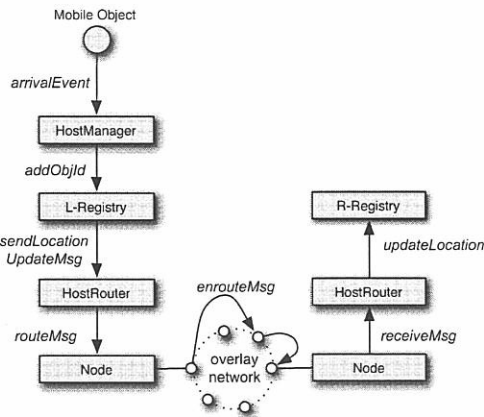 Mobile Object
arrivalEvent
HostManager
addObjId
L-Registry
R-Registry
sendLocation
UpdateMsg
updateLocation
HostRouter
enrouteMsg
HostRouter
routeMsg
receiveMsg
Node
overlay
network
Node